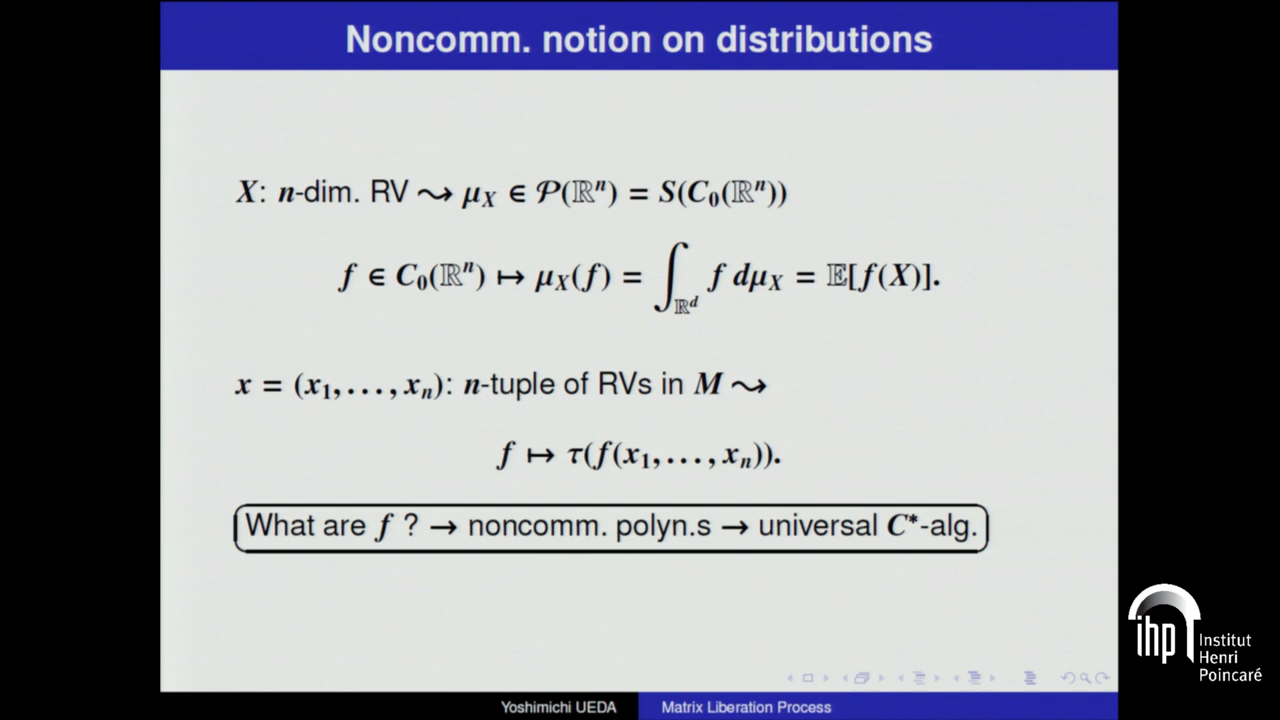 Noncomm. notion on distributions
X: n-dim. RV ⇝ μ_X ∈ 𝒫(ℝⁿ) = S(C₀(ℝⁿ))
f ∈ C₀(ℝⁿ) ↦ μ_X(f) = ∫_{ℝ^d} f dμ_X = 𝔼[f(X)].
x = (x₁, . . . , xₙ): n-tuple of RVs in M ⇝
f ↦ τ(f(x₁, . . . , xₙ)).
What are f ? → noncomm. polyn.s → universal C*-alg.
ihp Institut
Henri
Poincaré
Yoshimichi UEDA Matrix Liberation Process